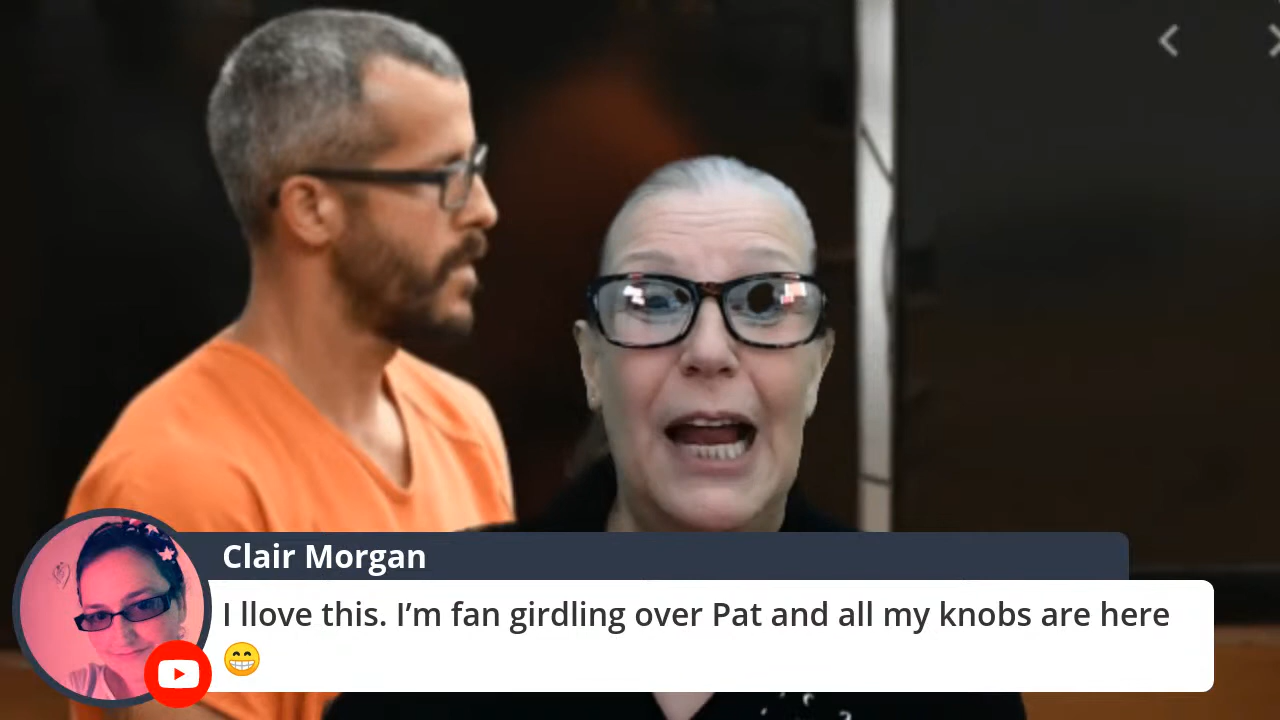 Clair Morgan
I llove this. I’m fan girdling over Pat and all my knobs are here
😁